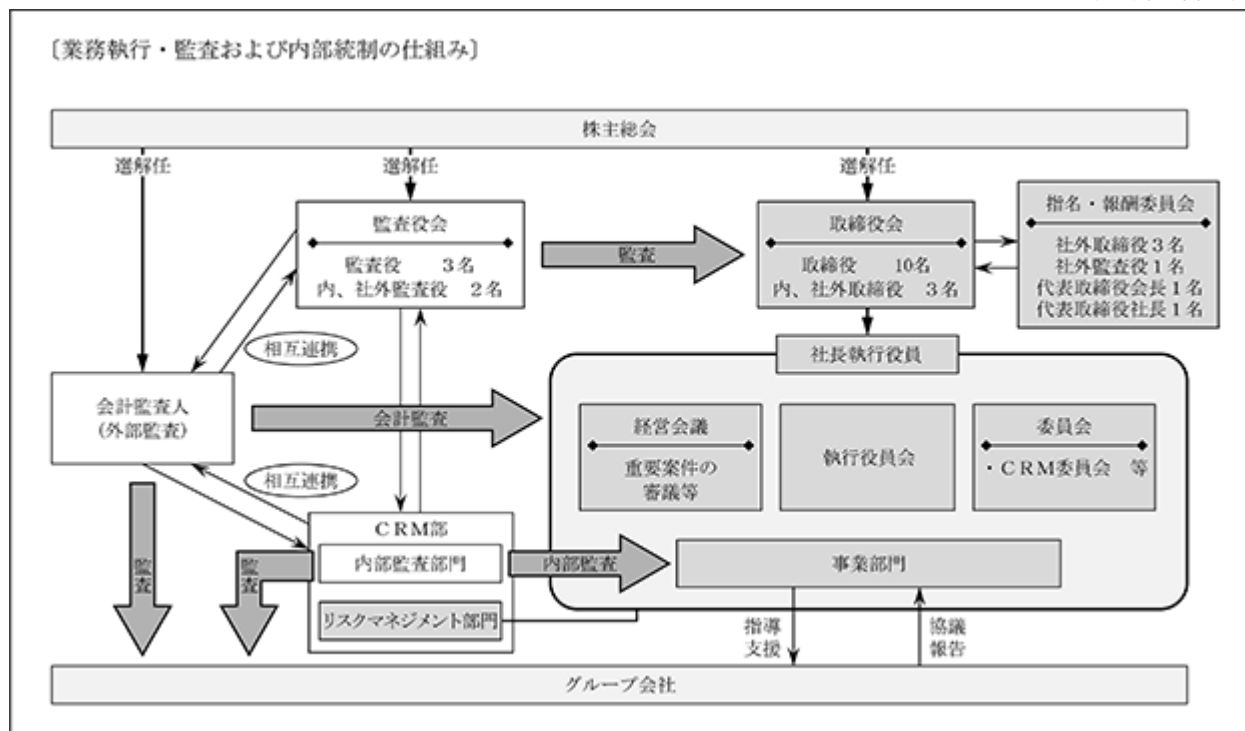 〔業務執行・監査および内部統制の仕組み〕
株主総会
選解任
選解任
選解任
監査役会
監査役 3名
内、社外監査役 2名
監査
取締役会
取締役 10名
内、社外取締役 3名
指名・報酬委員会
社外取締役3名
社外監査役1名
代表取締役会長1名
代表取締役社長1名
相互連携
社長執行役員
会計監査人
(外部監査)
会計監査
経営会議
重要案件の
審議等
執行役員会
委員会
・CRM委員会 等
相互連携
CRM部
内部監査部門
リスクマネジメント部門
監査
監査
内部監査
事業部門
指導
支援
協議
報告
グループ会社